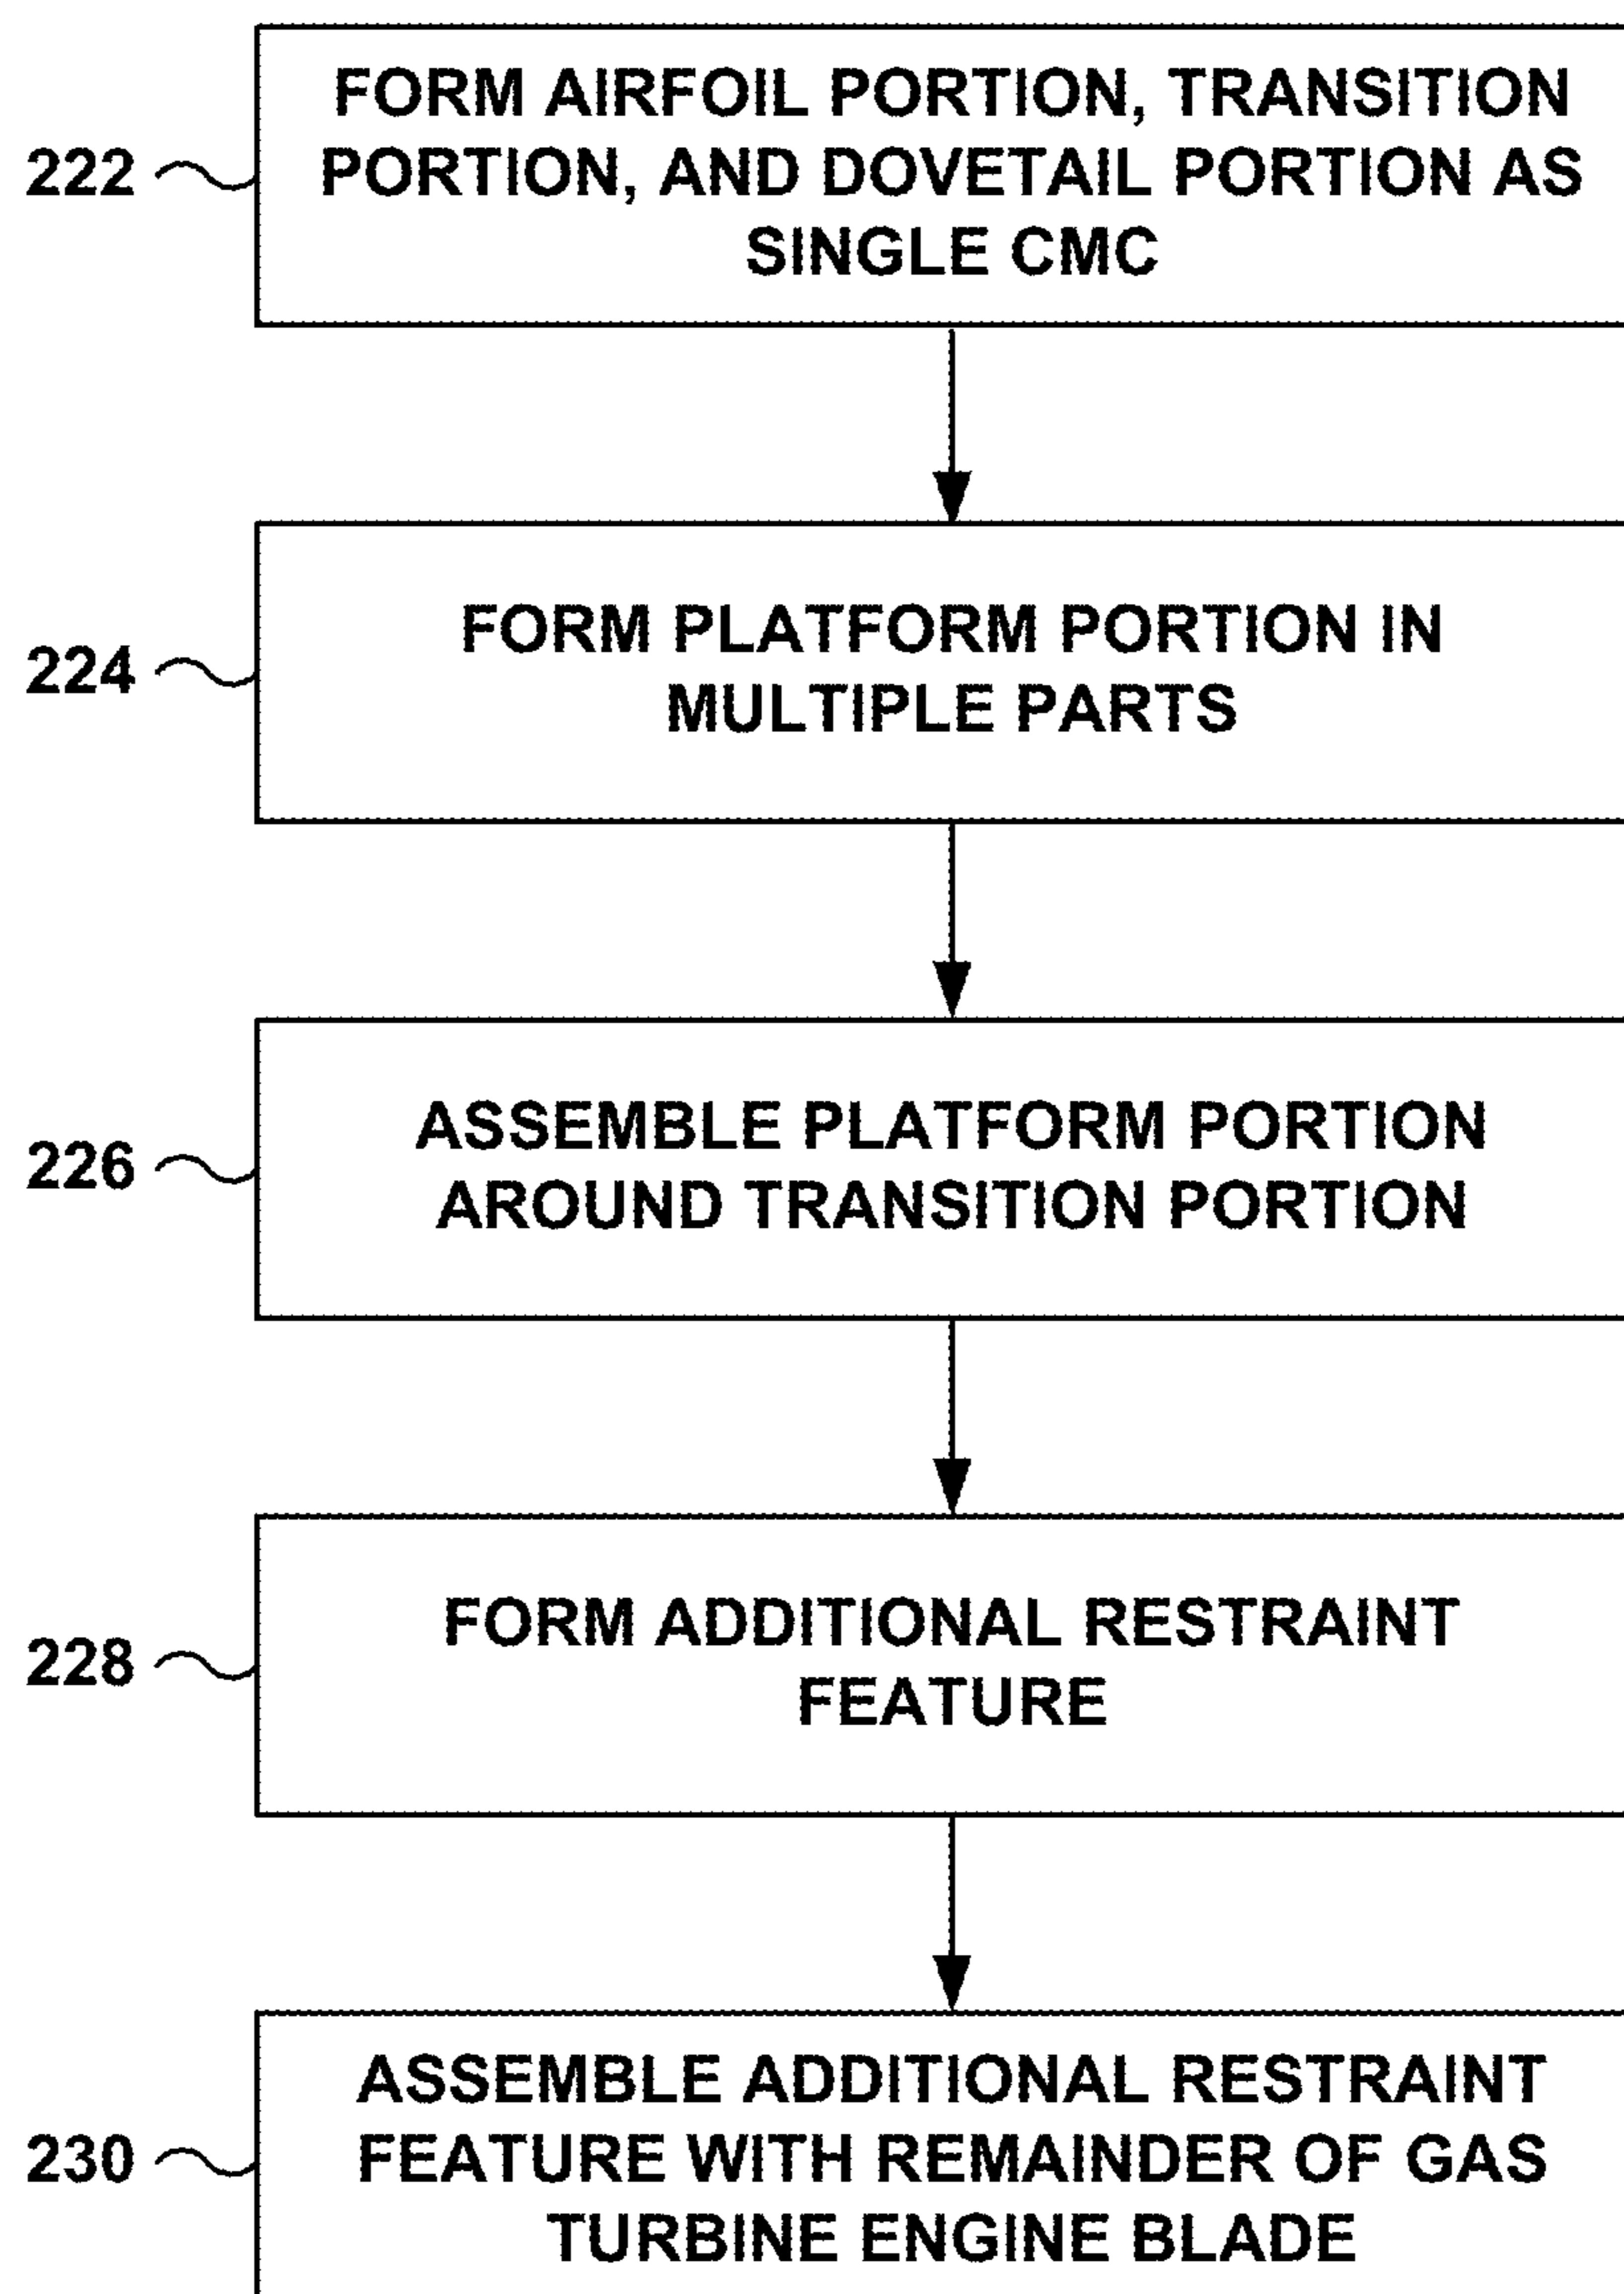 FORM AIRFOIL PORTION, TRANSITION
222 PORTION, AND DOVETAIL PORTION AS
SINGLE CMC
FORM PLATFORM PORTION IN
224
MULTIPLE PARTS
ASSEMBLE PLATFORM PORTION
226
AROUND TRANSITION PORTION
FORM ADDITIONAL RESTRAINT
228
FEATURE
ASSEMBLE ADDITIONAL RESTRAINT
230 FEATURE WITH REMAINDER OF GAS
TURBINE ENGINE BLADE